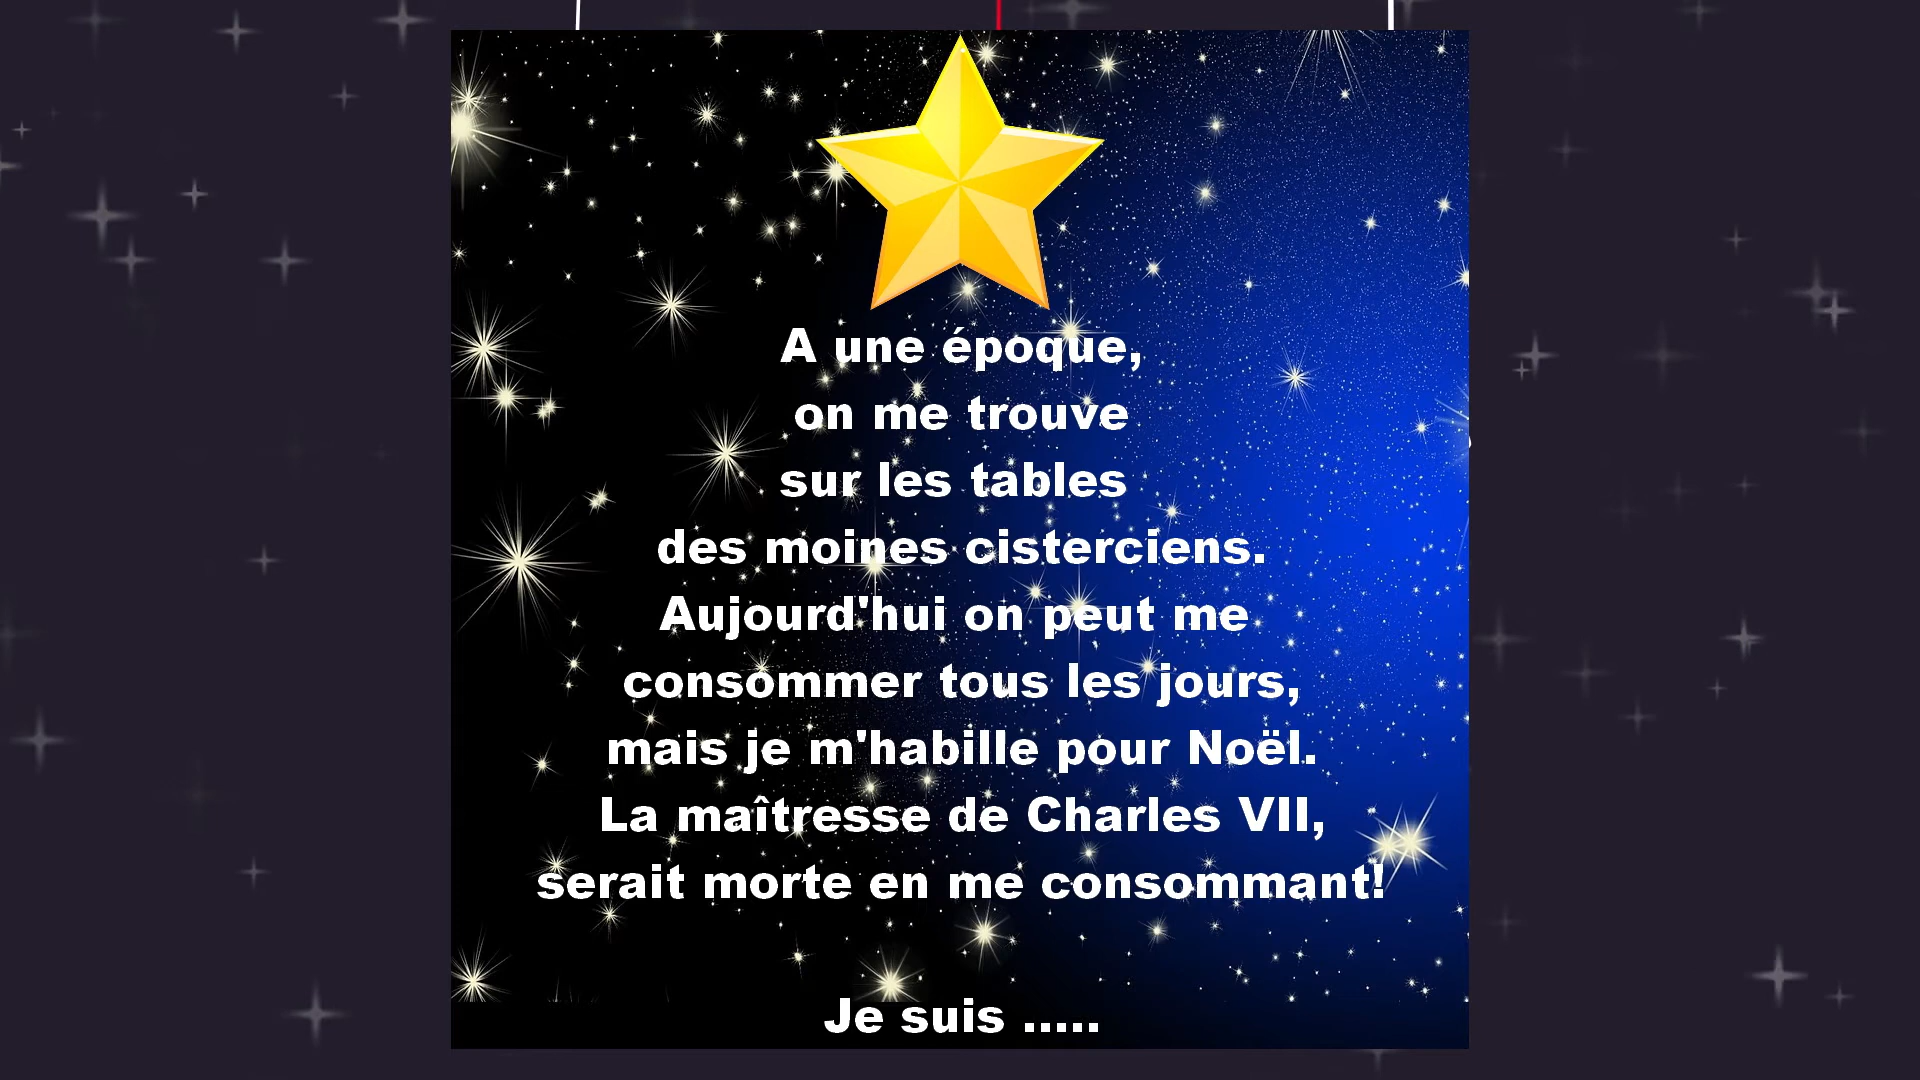 A une époque,
on me trouve
sur les tables
des moines cisterciens.
Aujourd'hui on peut me
consommer tous les jours,
mais je m'habille pour Noël.
La maîtresse de Charles VII,
serait morte en me consommant!
Je suis .....